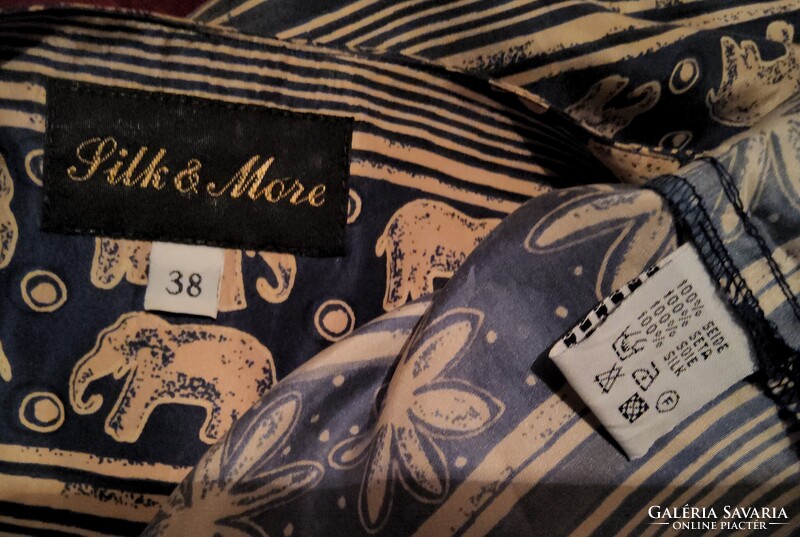 Silk & More
38
100% SEIDE
100% SETA
100% SOIE
100% SILK
F
GALÉRIA SAVARIA
ONLINE PIACTÉR